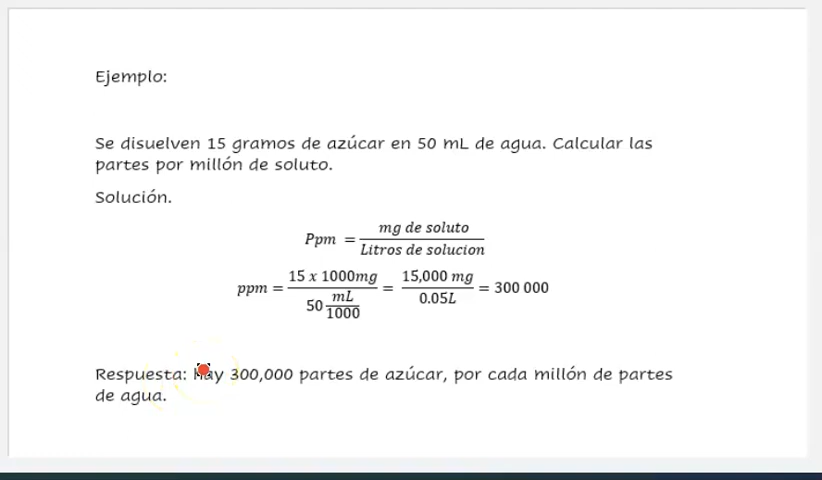 Ejemplo:
Se disuelven 15 gramos de azúcar en 50 mL de agua. Calcular las
partes por millón de soluto.
Solución.
Ppm = mg de soluto / Litros de solucion
ppm = 15 x 1000mg / 50 mL/1000 = 15,000 mg / 0.05L = 300 000
Respuesta: hay 300,000 partes de azúcar, por cada millón de partes
de agua.